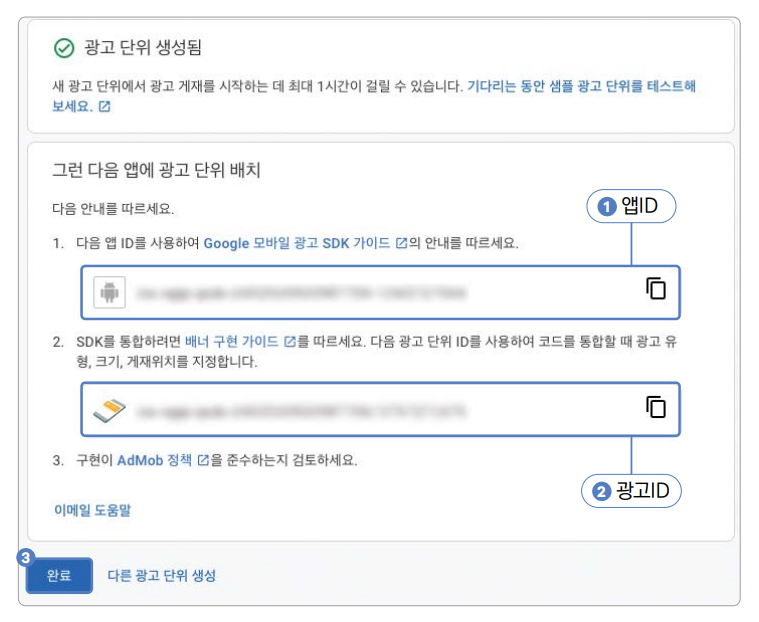 광고 단위 생성됨
새 광고 단위에서 광고 게재를 시작하는 데 최대 1시간이 걸릴 수 있습니다. 기다리는 동안 샘플 광고 단위를 테스트해
보세요.
그런 다음 앱에 광고 단위 배치
다음 안내를 따르세요.
1 앱ID
1. 다음 앱 ID를 사용하여 Google 모바일 광고 SDK 가이드 의 안내를 따르세요.
2. SDK를 통합하려면 배너 구현 가이드 를 따르세요. 다음 광고 단위 ID를 사용하여 코드를 통합할 때 광고 유
형, 크기, 게재위치를 지정합니다.
3. 구현이 AdMob 정책 을 준수하는지 검토하세요.
2 광고ID
이메일 도움말
3
완료 다른 광고 단위 생성